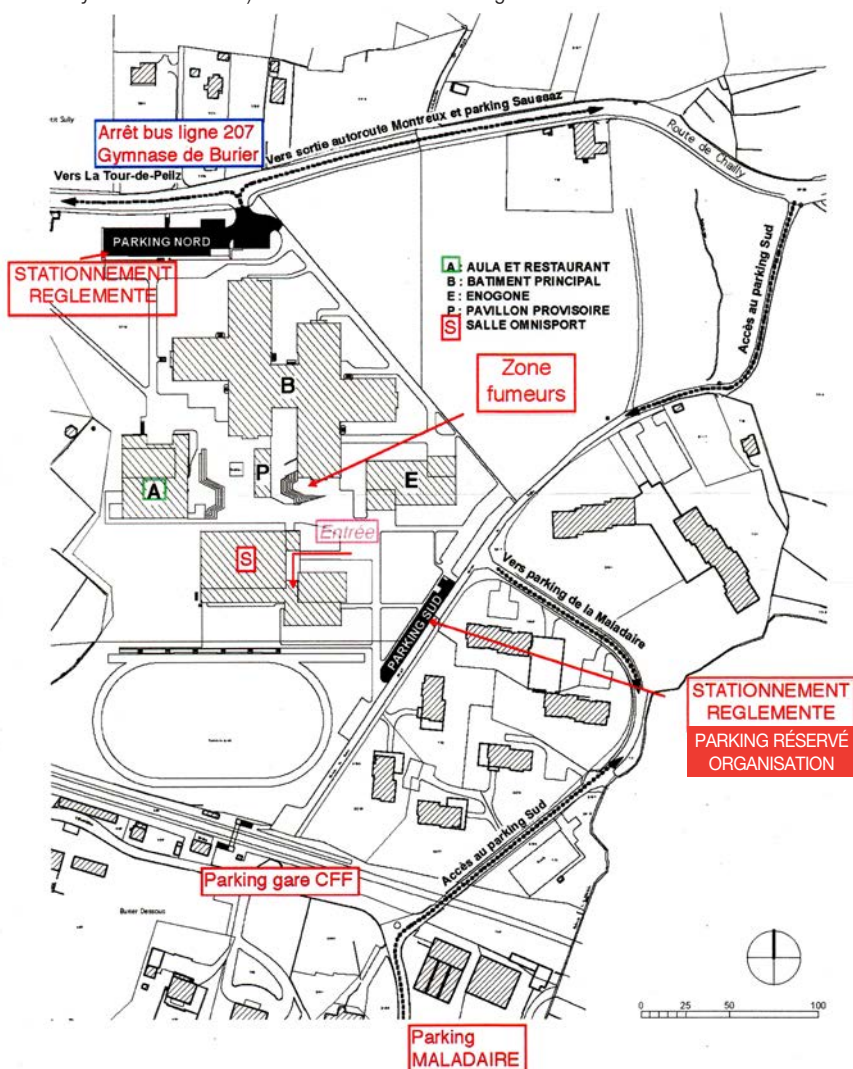 Arrêt bus ligne 207
Gymnase de Burier
Vers sortie autoroute Montreux et parking Saussaz
Route de Chailly
Vers La Tour-de-Peilz
PARKING NORD
STATIONNEMENT
REGLEMENTE
A : AULA ET RESTAURANT
B : BATIMENT PRINCIPAL
E : ENOGONE
P : PAVILLON PROVISOIRE
S SALLE OMNISPORT
Accès au parking Sud
Zone
fumeurs
B
P
E
A
Entrée
S
PARKING SUD
Vers parking de la Maladaire
STATIONNEMENT
REGLEMENTE
PARKING RÉSERVÉ
ORGANISATION
Accès au parking Sud
Parking gare CFF
Burier Dessous
0 25 50 100
Parking
MALADAIRE